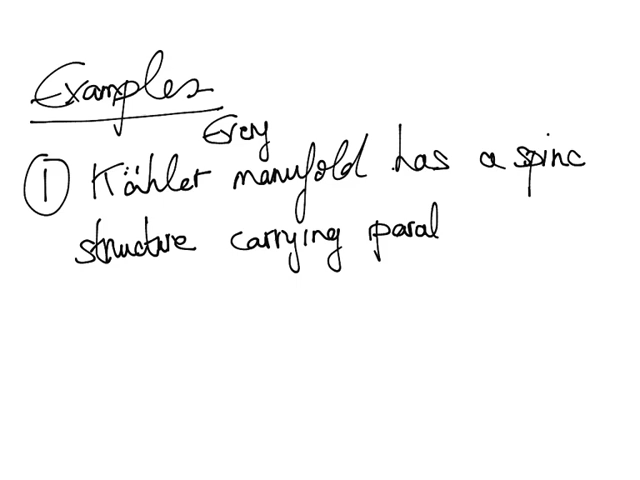 Examples
Every
① Kähler manifold has a spinc
structure carrying paral